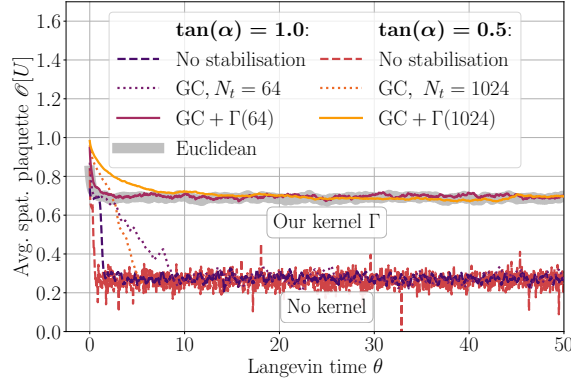 1.6
1.4
1.2
1.0
0.8
0.6
0.4
0.2
0.0
Avg. spat. plaquette 𝒪[U]
tan(α) = 1.0:
No stabilisation
GC, N_t = 64
GC + Γ(64)
Euclidean
tan(α) = 0.5:
No stabilisation
GC, N_t = 1024
GC + Γ(1024)
Our kernel Γ
No kernel
0 10 20 30 40 50
Langevin time θ